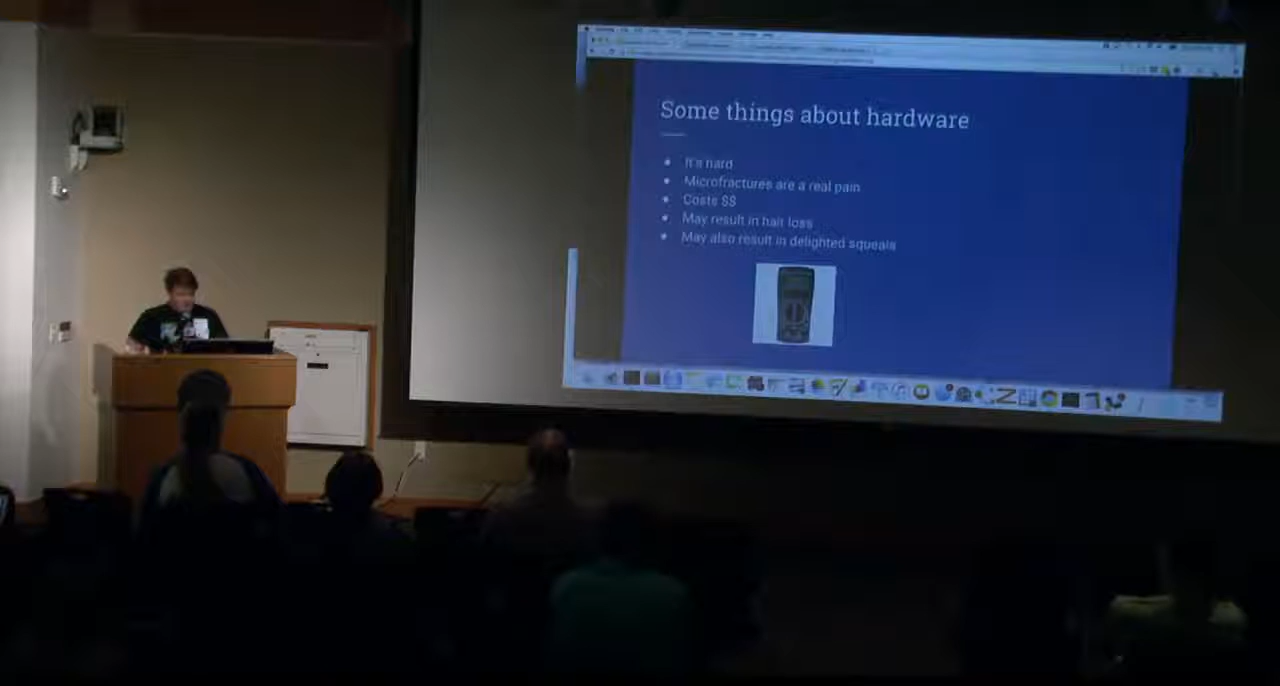 Some things about hardware
It's hard
Microfractures are a real pain
Costs $$
May result in hair loss
May also result in delighted squeals